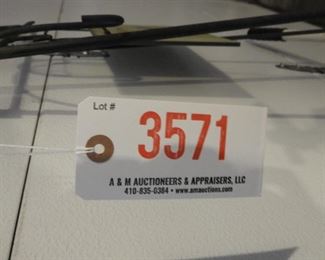 Lot #
3571
A & M AUCTIONEERS & APPRAISERS, LLC
410-835-0384 • www.amauctions.com